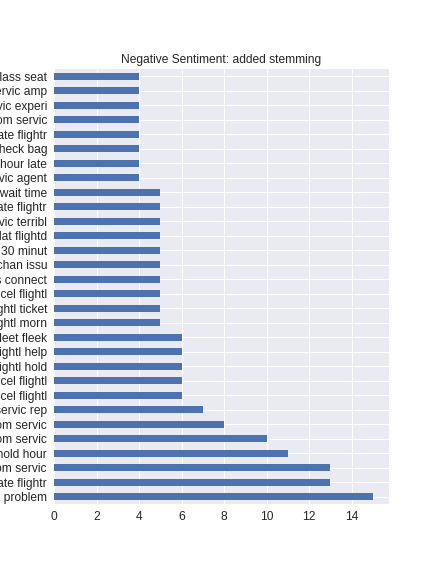 Negative Sentiment: added stemming
lass seat
ervic amp
vic experi
om servic
ate flightr
heck bag
hour late
vic agent
wait time
ate flightr
vic terribl
lat flightd
30 minut
chan issu
s connect
cel flightl
ghtl ticket
ghtl morn
leet fleek
ightl help
ightl hold
cel flightl
cel flightl
servic rep
om servic
om servic
hold hour
om servic
ate flightr
problem
0 2 4 6 8 10 12 14